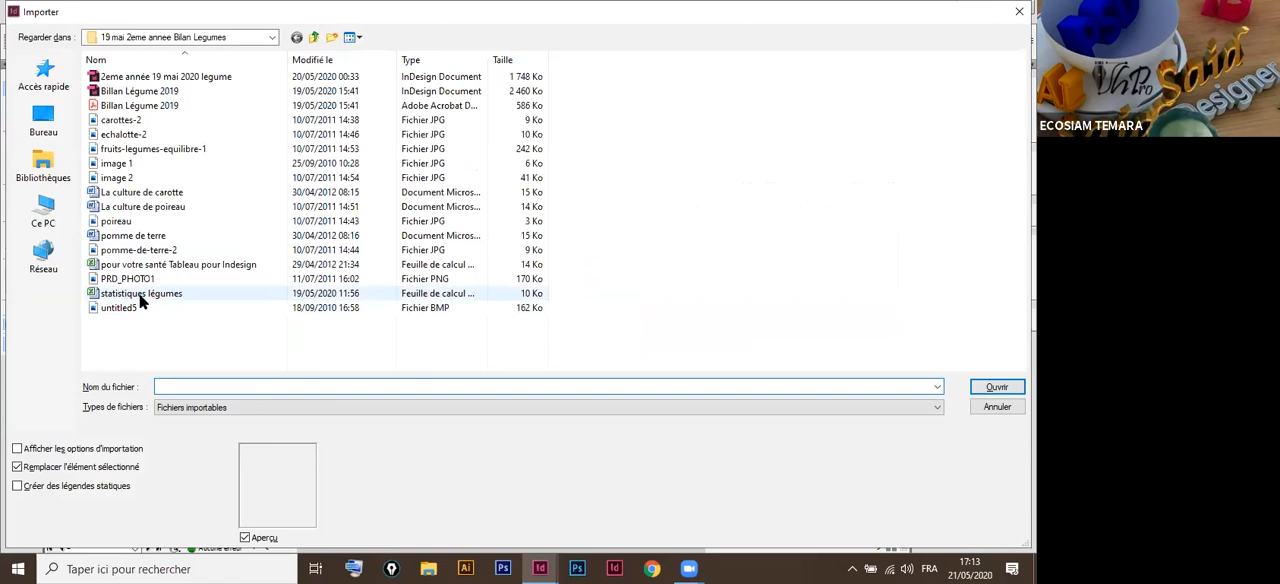 Importer
Regarder dans :
19 mai 2eme annee Bilan Legumes
Nom
Modifié le
Type
Taille
2eme année 19 mai 2020 legume 20/05/2020 00:33 InDesign Document 1 748 Ko
Billan Légume 2019 19/05/2020 15:41 InDesign Document 2 460 Ko
Billan Légume 2019 19/05/2020 15:41 Adobe Acrobat D... 586 Ko
carottes-2 10/07/2011 14:38 Fichier JPG 9 Ko
echalotte-2 10/07/2011 14:46 Fichier JPG 10 Ko
fruits-legumes-equilibre-1 10/07/2011 14:53 Fichier JPG 242 Ko
image 1 25/09/2010 10:28 Fichier JPG 6 Ko
image 2 10/07/2011 14:54 Fichier JPG 41 Ko
La culture de carotte 30/04/2012 08:15 Document Micros... 15 Ko
La culture de poireau 10/07/2011 14:51 Document Micros... 14 Ko
poireau 10/07/2011 14:43 Fichier JPG 3 Ko
pomme de terre 30/04/2012 08:16 Document Micros... 15 Ko
pomme-de-terre-2 10/07/2011 14:44 Fichier JPG 9 Ko
pour votre santé Tableau pour Indesign 29/04/2012 21:34 Feuille de calcul ... 14 Ko
PRD_PHOTO1 11/07/2011 16:02 Fichier PNG 170 Ko
statistiques légumes 19/05/2020 11:56 Feuille de calcul ... 10 Ko
untitled5 18/09/2010 16:58 Fichier BMP 162 Ko
Accès rapide
Bureau
Bibliothèques
Ce PC
Réseau
Nom du fichier :
Ouvrir
Types de fichiers :
Fichiers importables
Annuler
Afficher les options d'importation
Remplacer l'élément sélectionné
Créer des légendes statiques
Aperçu
Aucune erreur
Taper ici pour rechercher
Ai
Ps
Id
Ps
Id
FRA
17:13
21/05/2020
Ai
Said
Designer
ECOSIAM TEMARA